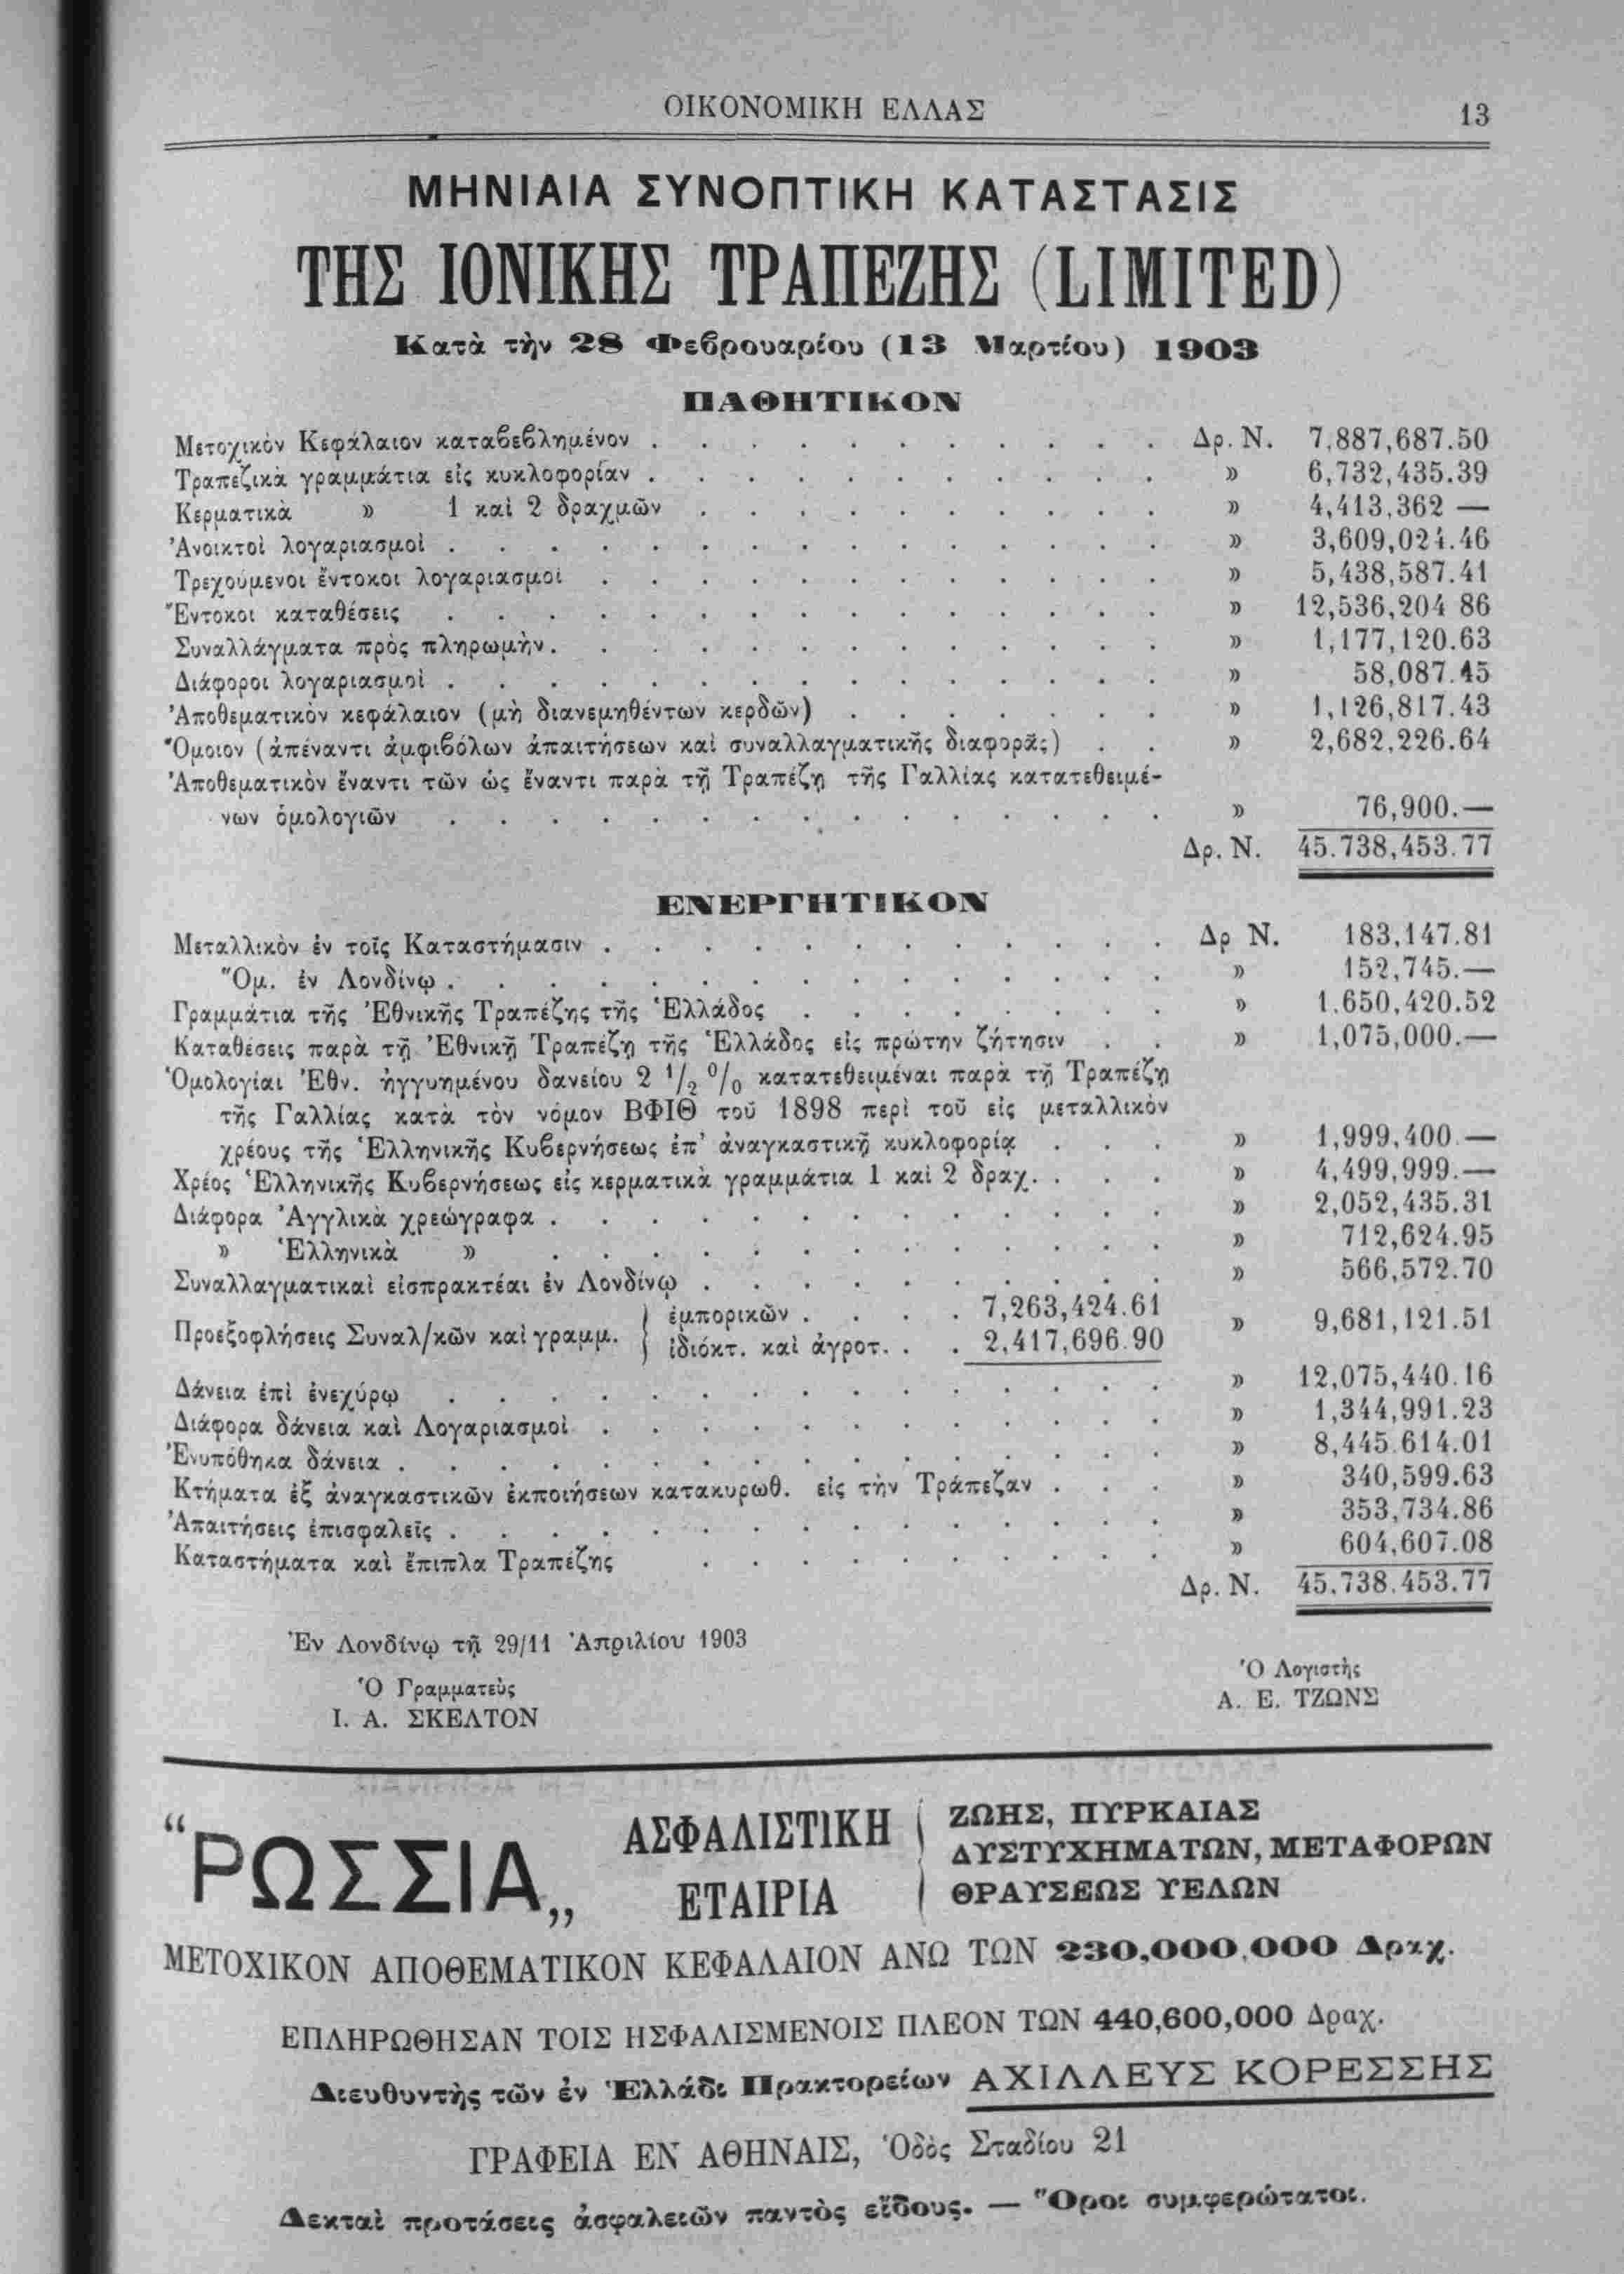 ΟΙΚΟΝΟΜΙΚΗ ΕΛΛΑΣ 13
ΜΗΝΙΑΙΑ ΣΥΝΟΠΤΙΚΗ ΚΑΤΑΣΤΑΣΙΣ
ΤΗΣ ΙΟΝΙΚΗΣ ΤΡΑΠΕΖΗΣ (LIMITED)
Κατὰ τὴν 28 Φεβρουαρίου (13 Μαρτίου) 1903
ΠΑΘΗΤΙΚΟΝ
Μετοχικὸν Κεφάλαιον καταβεβλημένον . . . . . . . . . . . Δρ. Ν. 7,887,687.50
Τραπεζικὰ γραμμάτια εἰς κυκλοφορίαν . . . . . . . . . . . » 6,732,435.39
Κερματικὰ » 1 καὶ 2 δραχμῶν . . . . . . . . . . » 4,413,362 —
Ἀνοικτοὶ λογαριασμοὶ . . . . . . . . . . . . . . . » 3,609,024.46
Τρεχούμενοι ἔντοκοι λογαριασμοὶ . . . . . . . . . . . . » 5,438,587.41
Ἔντοκοι καταθέσεις . . . . . . . . . . . . . . . » 12,536,204 86
Συναλλάγματα πρὸς πληρωμὴν . . . . . . . . . . . . . » 1,177,120.63
Διάφοροι λογαριασμοὶ . . . . . . . . . . . . . . . » 58,087.45
Ἀποθεματικὸν κεφάλαιον (μὴ διανεμηθέντων κερδῶν) . . . . . . . » 1,126,817.43
Ὅμοιον (ἀπέναντι ἀμφιβόλων ἀπαιτήσεων καὶ συναλλαγματικῆς διαφορᾶς) . . » 2,682,226.64
Ἀποθεματικὸν ἔναντι τῶν ὡς ἔναντι παρὰ τῇ Τραπέζῃ τῆς Γαλλίας κατατεθειμέ-
νων ὁμολογιῶν . . . . . . . . . . . . . . . » 76,900.—
Δρ. Ν. 45.738,453.77
ΕΝΕΡΓΗΤΙΚΟΝ
Μεταλλικὸν ἐν τοῖς Καταστήμασιν . . . . . . . . . . . . Δρ Ν. 183,147.81
Ὅμ. ἐν Λονδίνῳ . . . . . . . . . . . . . . . » 152,745.—
Γραμμάτια τῆς Ἐθνικῆς Τραπέζης τῆς Ἑλλάδος . . . . . . . . » 1.650,420.52
Καταθέσεις παρὰ τῇ Ἐθνικῇ Τραπέζῃ τῆς Ἑλλάδος εἰς πρώτην ζήτησιν . . » 1,075,000.—
Ὁμολογίαι Ἐθν. ἠγγυημένου δανείου 2 1/2 0/0 κατατεθειμέναι παρὰ τῇ Τραπέζῃ
τῆς Γαλλίας κατὰ τὸν νόμον ΒΦΙΘ τοῦ 1898 περὶ τοῦ εἰς μεταλλικὸν
χρέους τῆς Ἑλληνικῆς Κυβερνήσεως ἐπ’ ἀναγκαστικῇ κυκλοφορίᾳ . . . » 1,999,400.—
Χρέος Ἑλληνικῆς Κυβερνήσεως εἰς κερματικὰ γραμμάτια 1 καὶ 2 δραχ. . . . » 4,499,999.—
Διάφορα Ἀγγλικὰ χρεώγραφα . . . . . . . . . . . . . » 2,052,435.31
» Ἑλληνικὰ » . . . . . . . . . . . . . » 712,624.95
Συναλλαγματικαὶ εἰσπρακτέαι ἐν Λονδίνῳ . . . . . . . . . . » 566,572.70
Προεξοφλήσεις Συναλ/κῶν καὶ γραμμ. { ἐμπορικῶν . . . . 7,263,424.61
ἰδιόκτ. καὶ ἀγροτ. . . 2,417,696.90 » 9,681,121.51
Δάνεια ἐπὶ ἐνεχύρῳ . . . . . . . . . . . . . . . » 12,075,440.16
Διάφορα δάνεια καὶ Λογαριασμοὶ . . . . . . . . . . . . » 1,344,991.23
Ἐνυπόθηκα δάνεια . . . . . . . . . . . . . . . . » 8,445.614.01
Κτήματα ἐξ ἀναγκαστικῶν ἐκποιήσεων κατακυρωθ. εἰς τὴν Τράπεζαν . . . » 340,599.63
Ἀπαιτήσεις ἐπισφαλεῖς . . . . . . . . . . . . . . . » 353,734.86
Καταστήματα καὶ ἔπιπλα Τραπέζης . . . . . . . . . . » 604,607.08
Δρ. Ν. 45,738.453.77
Ἐν Λονδίνῳ τῇ 29/11 Ἀπριλίου 1903
Ὁ Γραμματεὺς
Ι. Α. ΣΚΕΛΤΟΝ
Ὁ Λογιστὴς
Α. Ε. ΤΖΩΝΣ
“ΡΩΣΣΙΑ„
ΑΣΦΑΛΙΣΤΙΚΗ
ΕΤΑΙΡΙΑ
ΖΩΗΣ, ΠΥΡΚΑΙΑΣ
ΔΥΣΤΥΧΗΜΑΤΩΝ, ΜΕΤΑΦΟΡΩΝ
ΘΡΑΥΣΕΩΣ ΥΕΛΩΝ
ΜΕΤΟΧΙΚΟΝ ΑΠΟΘΕΜΑΤΙΚΟΝ ΚΕΦΑΛΑΙΟΝ ΑΝΩ ΤΩΝ 230,000,000 Δραχ.
ΕΠΛΗΡΩΘΗΣΑΝ ΤΟΙΣ ΗΣΦΑΛΙΣΜΕΝΟΙΣ ΠΛΕΟΝ ΤΩΝ 440,600,000 Δραχ.
Διευθυντὴς τῶν ἐν Ἑλλάδι Πρακτορείων ΑΧΙΛΛΕΥΣ ΚΟΡΕΣΣΗΣ
ΓΡΑΦΕΙΑ ΕΝ ΑΘΗΝΑΙΣ, Ὁδὸς Σταδίου 21
Δεκταὶ προτάσεις ἀσφαλειῶν παντὸς εἴδους. — Ὅροι συμφερώτατοι.